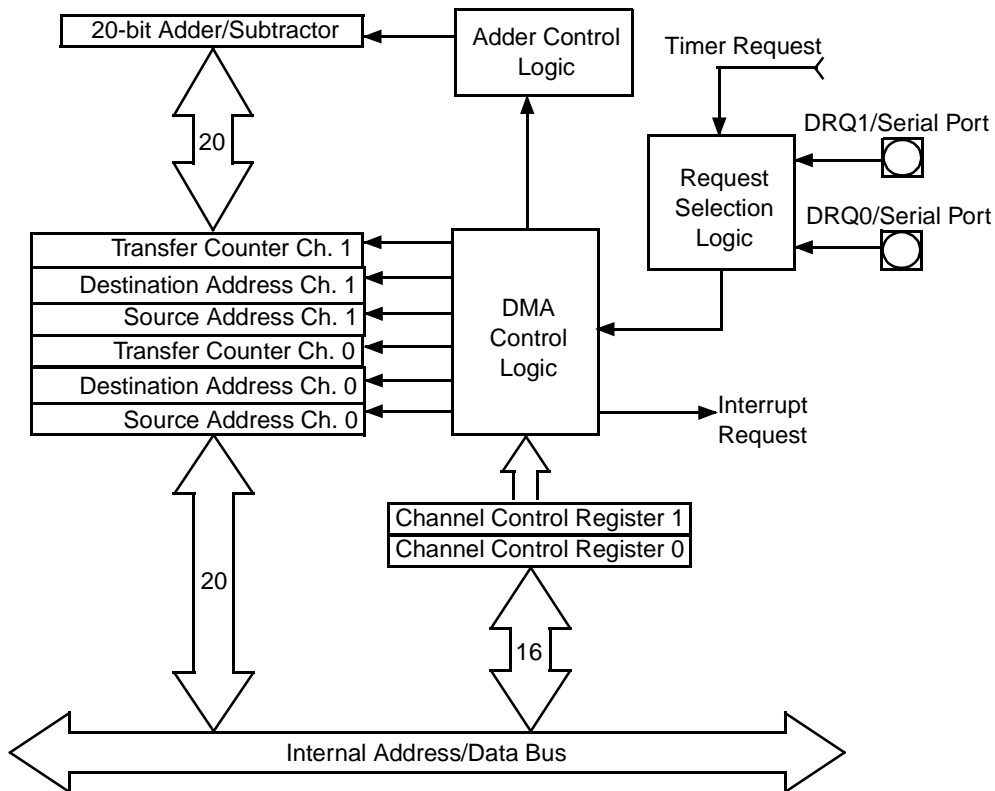 20-bit Adder/Subtractor
Adder Control
Logic
Timer Request
DRQ1/Serial Port
20
Request
Selection
Logic
DRQ0/Serial Port
Transfer Counter Ch. 1
Destination Address Ch. 1
Source Address Ch. 1
Transfer Counter Ch. 0
Destination Address Ch. 0
Source Address Ch. 0
DMA
Control
Logic
Interrupt
Request
Channel Control Register 1
Channel Control Register 0
20
16
Internal Address/Data Bus